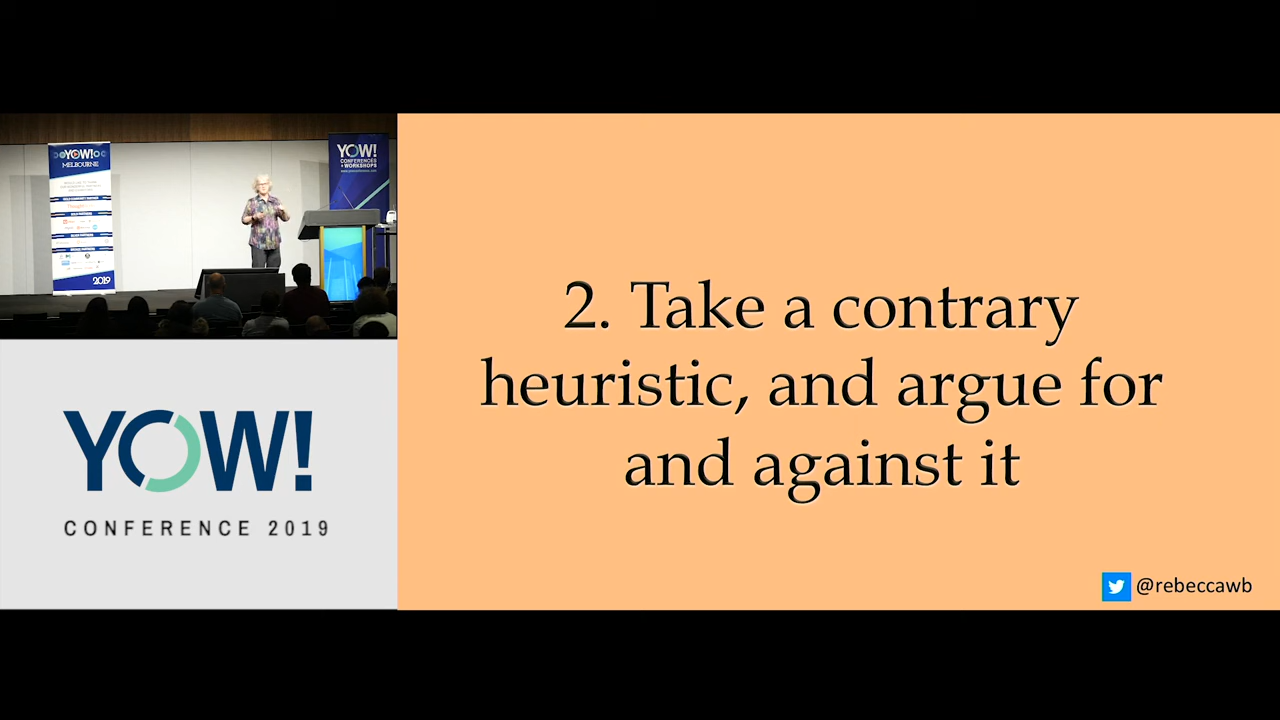 YOW!
MELBOURNE
2019
YOW!
CONFERENCES
+ WORKSHOPS
YOW!
CONFERENCE 2019
2. Take a contrary
heuristic, and argue for
and against it
@rebeccawb